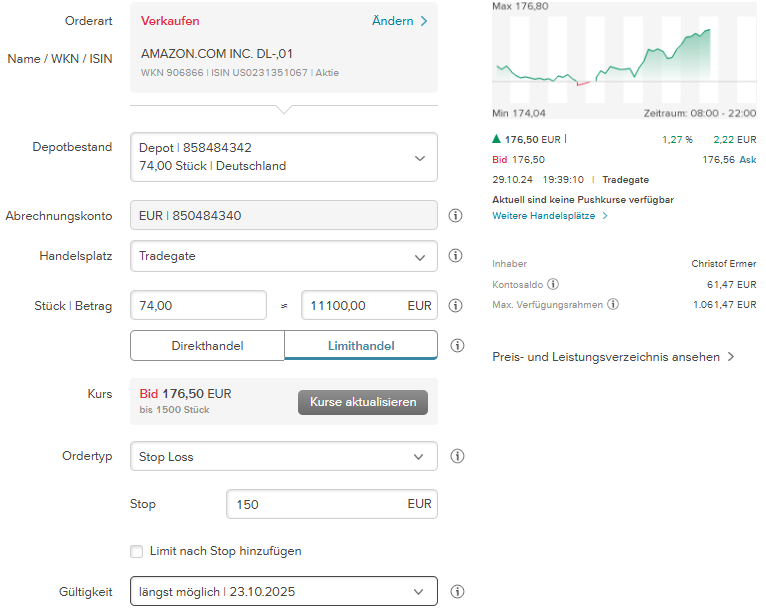 Orderart
Verkaufen
Ändern
Name / WKN / ISIN
AMAZON.COM INC. DL-,01
WKN 906866 | ISIN US0231351067 | Aktie
Depotbestand
Depot | 858484342
74,00 Stück | Deutschland
Abrechnungskonto
EUR | 850484340
Handelsplatz
Tradegate
Stück | Betrag
74,00
≈
11100,00 EUR
Direkthandel
Limithandel
Kurs
Bid 176,50 EUR
bis 1500 Stück
Kurse aktualisieren
Ordertyp
Stop Loss
Stop
150 EUR
Limit nach Stop hinzufügen
Gültigkeit
längst möglich | 23.10.2025
Max 176,80
Min 174,04
Zeitraum: 08:00 - 22:00
176,50 EUR | 1,27 % 2,22 EUR
Bid 176,50 176,56 Ask
29.10.24 19:39:10 | Tradegate
Aktuell sind keine Pushkurse verfügbar
Weitere Handelsplätze
Inhaber Christof Ermer
Kontosaldo 61,47 EUR
Max. Verfügungsrahmen 1.061,47 EUR
Preis- und Leistungsverzeichnis ansehen